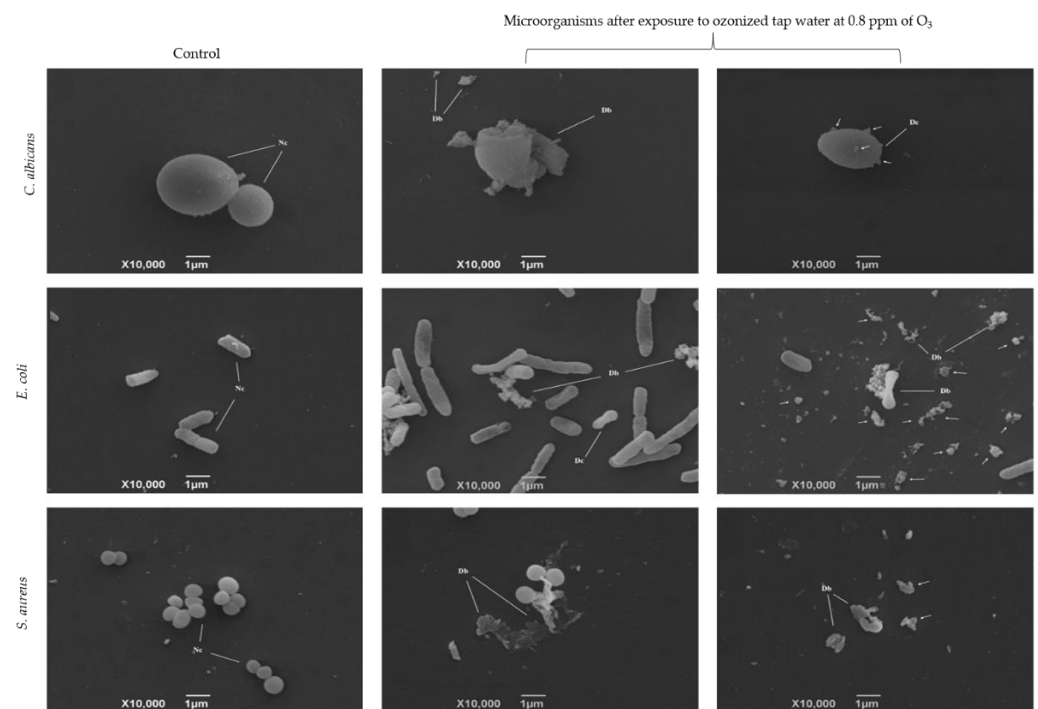 Microorganisms after exposure to ozonized tap water at 0.8 ppm of O₃
Control
C. albicans
Nc
X10,000 1µm
Db
Db
X10,000 1µm
Dc
X10,000 1µm
E. coli
Nc
X10,000 1µm
Db
Dc
X10,000 1µm
Db
Db
X10,000 1µm
S. aureus
Nc
X10,000 1µm
Db
X10,000 1µm
Db
X10,000 1µm